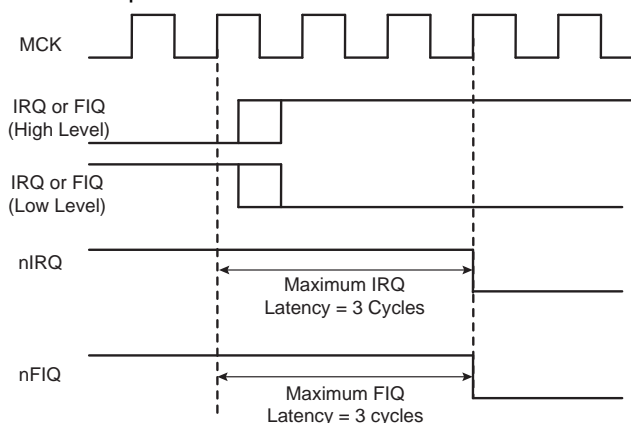 MCK
IRQ or FIQ
(High Level)
IRQ or FIQ
(Low Level)
nIRQ
Maximum IRQ
Latency = 3 Cycles
nFIQ
Maximum FIQ
Latency = 3 cycles